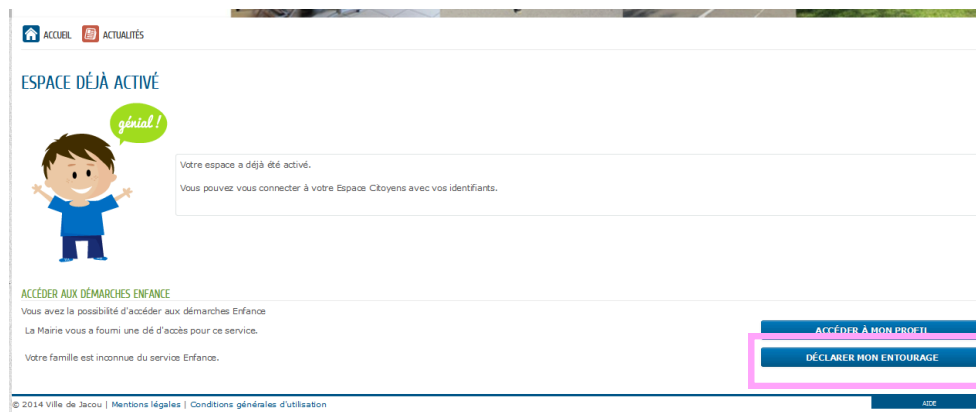 ACCUEIL ACTUALITÉS
ESPACE DÉJÀ ACTIVÉ
génial !
Votre espace a déjà été activé.
Vous pouvez vous connecter à votre Espace Citoyens avec vos identifiants.
ACCÉDER AUX DÉMARCHES ENFANCE
Vous avez la possibilité d'accéder aux démarches Enfance
La Mairie vous a fourni une clé d'accès pour ce service.
ACCÉDER À MON PROFIL
Votre famille est inconnue du service Enfance.
DÉCLARER MON ENTOURAGE
© 2014 Ville de Jacou | Mentions légales | Conditions générales d'utilisation
AIDE